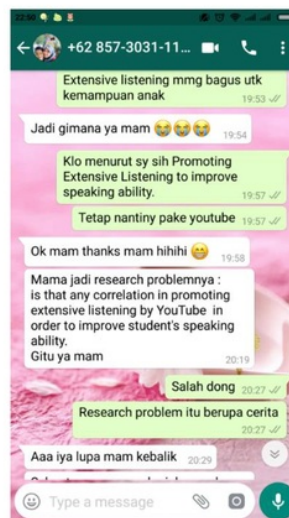 22:50
+62 857-3031-11...
Extensive listening mmg bagus utk
kemampuan anak
19:53
Jadi gimana ya mam 😭😭😭
19:54
Klo menurut sy sih Promoting
Extensive Listening to improve
speaking ability.
19:57
Tetap nantiny pake youtube 19:57
Ok mam thanks mam hihihi 😁
19:58
Mama jadi research problemnya :
is that any correlation in promoting
extensive listening by YouTube in
order to improve student's speaking
ability.
Gitu ya mam
20:19
Salah dong 20:27
Research problem itu berupa cerita
20:27
Aaa iya lupa mam kebalik 20:29
Type a message